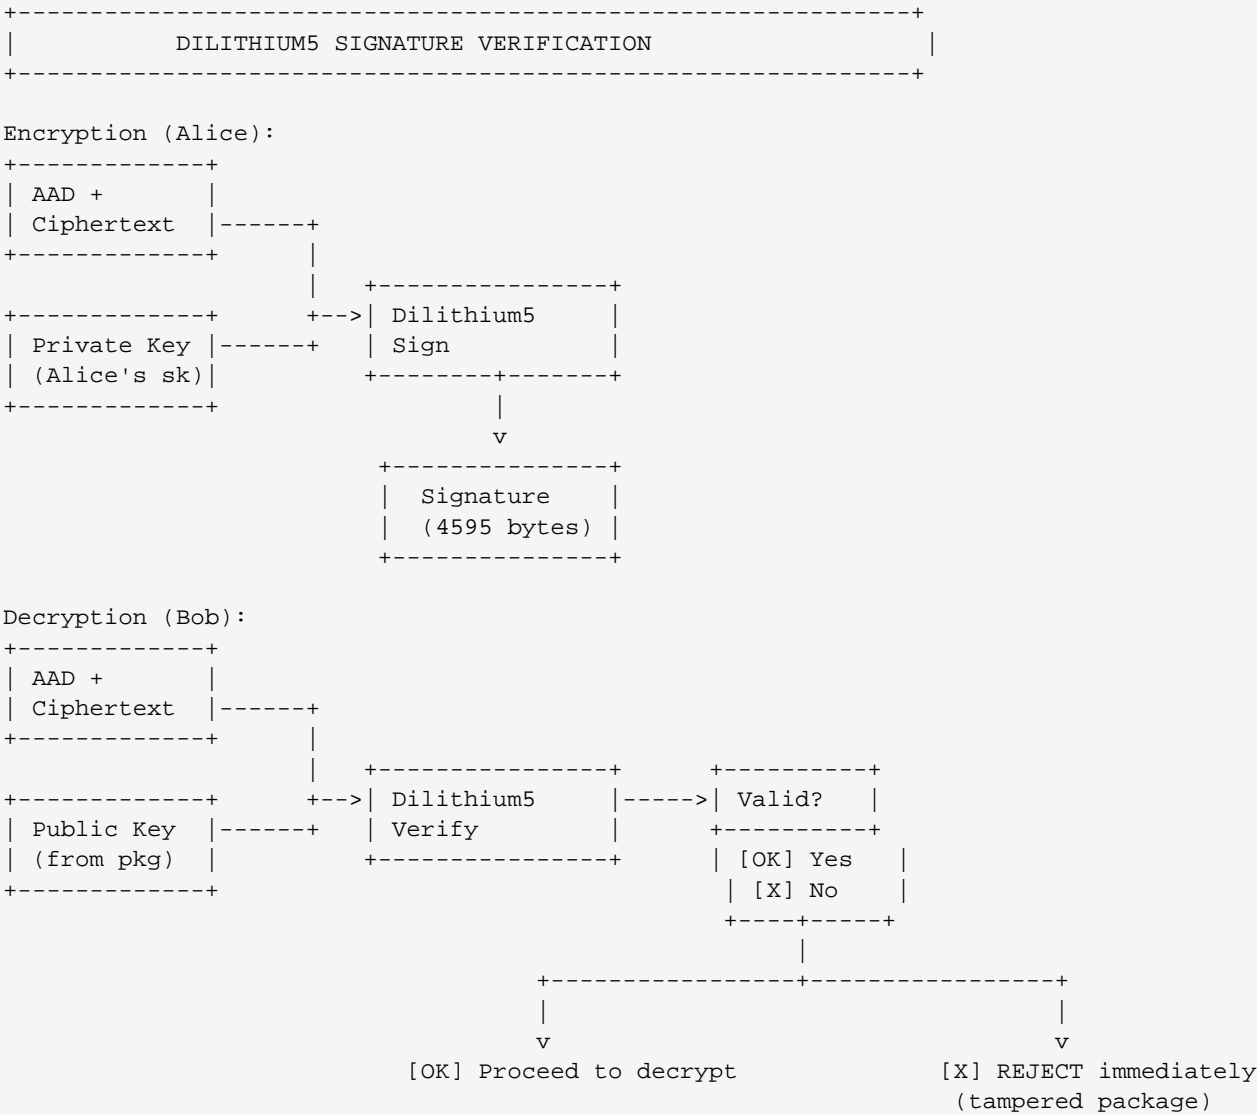 +--------------------------------------------------------------+
|           DILITHIUM5 SIGNATURE VERIFICATION                   |
+--------------------------------------------------------------+

Encryption (Alice):
+-------------+
| AAD +       |
| Ciphertext  |------+
+-------------+      |
                     |   +----------------+
+-------------+      +-->| Dilithium5     |
| Private Key |------+   | Sign           |
| (Alice's sk)|          +--------+-------+
+-------------+                   |
                                  v
                          +---------------+
                          |  Signature    |
                          |  (4595 bytes) |
                          +---------------+

Decryption (Bob):
+-------------+
| AAD +       |
| Ciphertext  |------+
+-------------+      |
                     |   +----------------+      +----------+
+-------------+      +-->| Dilithium5     |----->| Valid?   |
| Public Key  |------+   | Verify         |      +----------+
| (from pkg)  |          +----------------+      | [OK] Yes   |
+-------------+                                   | [X] No    |
                                                  +----+-----+
                                                       |
                                     +-----------------+-----------------+
                                     |                                   |
                                     v                                   v
                            [OK] Proceed to decrypt              [X] REJECT immediately
                                                                  (tampered package)